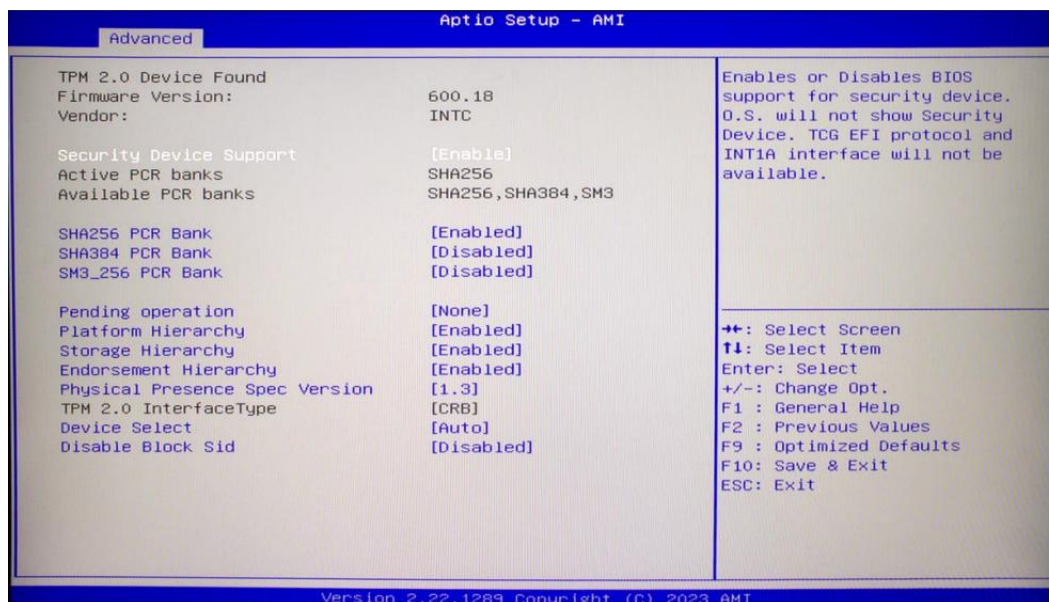 Aptio Setup - AMI
Advanced
TPM 2.0 Device Found
Firmware Version: 600.18
Vendor: INTC
Security Device Support [Enable]
Active PCR banks SHA256
Available PCR banks SHA256,SHA384,SM3
SHA256 PCR Bank [Enabled]
SHA384 PCR Bank [Disabled]
SM3_256 PCR Bank [Disabled]
Pending operation [None]
Platform Hierarchy [Enabled]
Storage Hierarchy [Enabled]
Endorsement Hierarchy [Enabled]
Physical Presence Spec Version [1.3]
TPM 2.0 InterfaceType [CRB]
Device Select [Auto]
Disable Block Sid [Disabled]
Enables or Disables BIOS
support for security device.
O.S. will not show Security
Device. TCG EFI protocol and
INT1A interface will not be
available.
→←: Select Screen
↑↓: Select Item
Enter: Select
+/-: Change Opt.
F1 : General Help
F2 : Previous Values
F9 : Optimized Defaults
F10: Save & Exit
ESC: Exit
Version 2.22.1289 Copyright (C) 2023 AMI